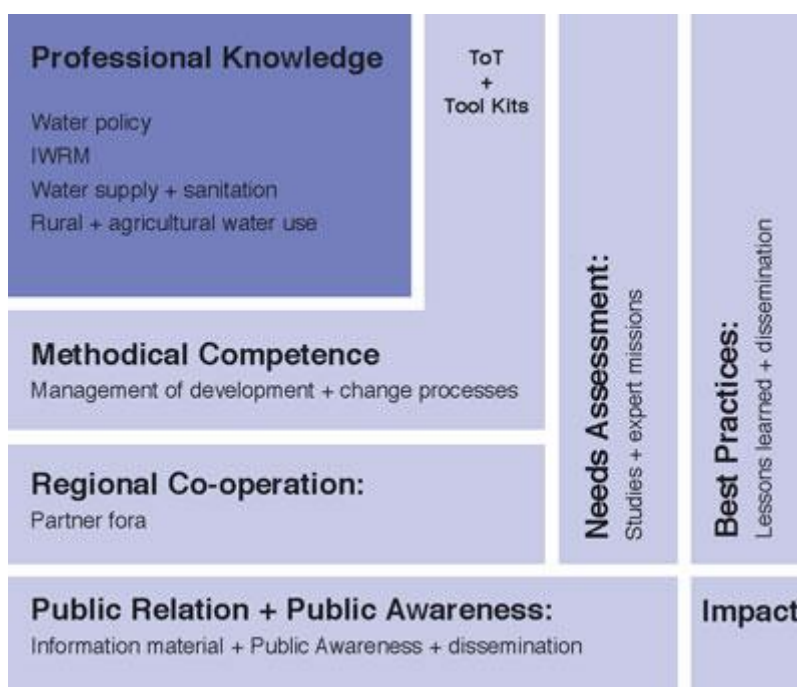 Professional Knowledge
Water policy
IWRM
Water supply + sanitation
Rural + agricultural water use
ToT
+
Tool Kits
Methodical Competence
Management of development + change processes
Regional Co-operation:
Partner fora
Needs Assessment:
Studies + expert missions
Best Practices:
Lessons learned + dissemination
Public Relation + Public Awareness:
Information material + Public Awareness + dissemination
Impact